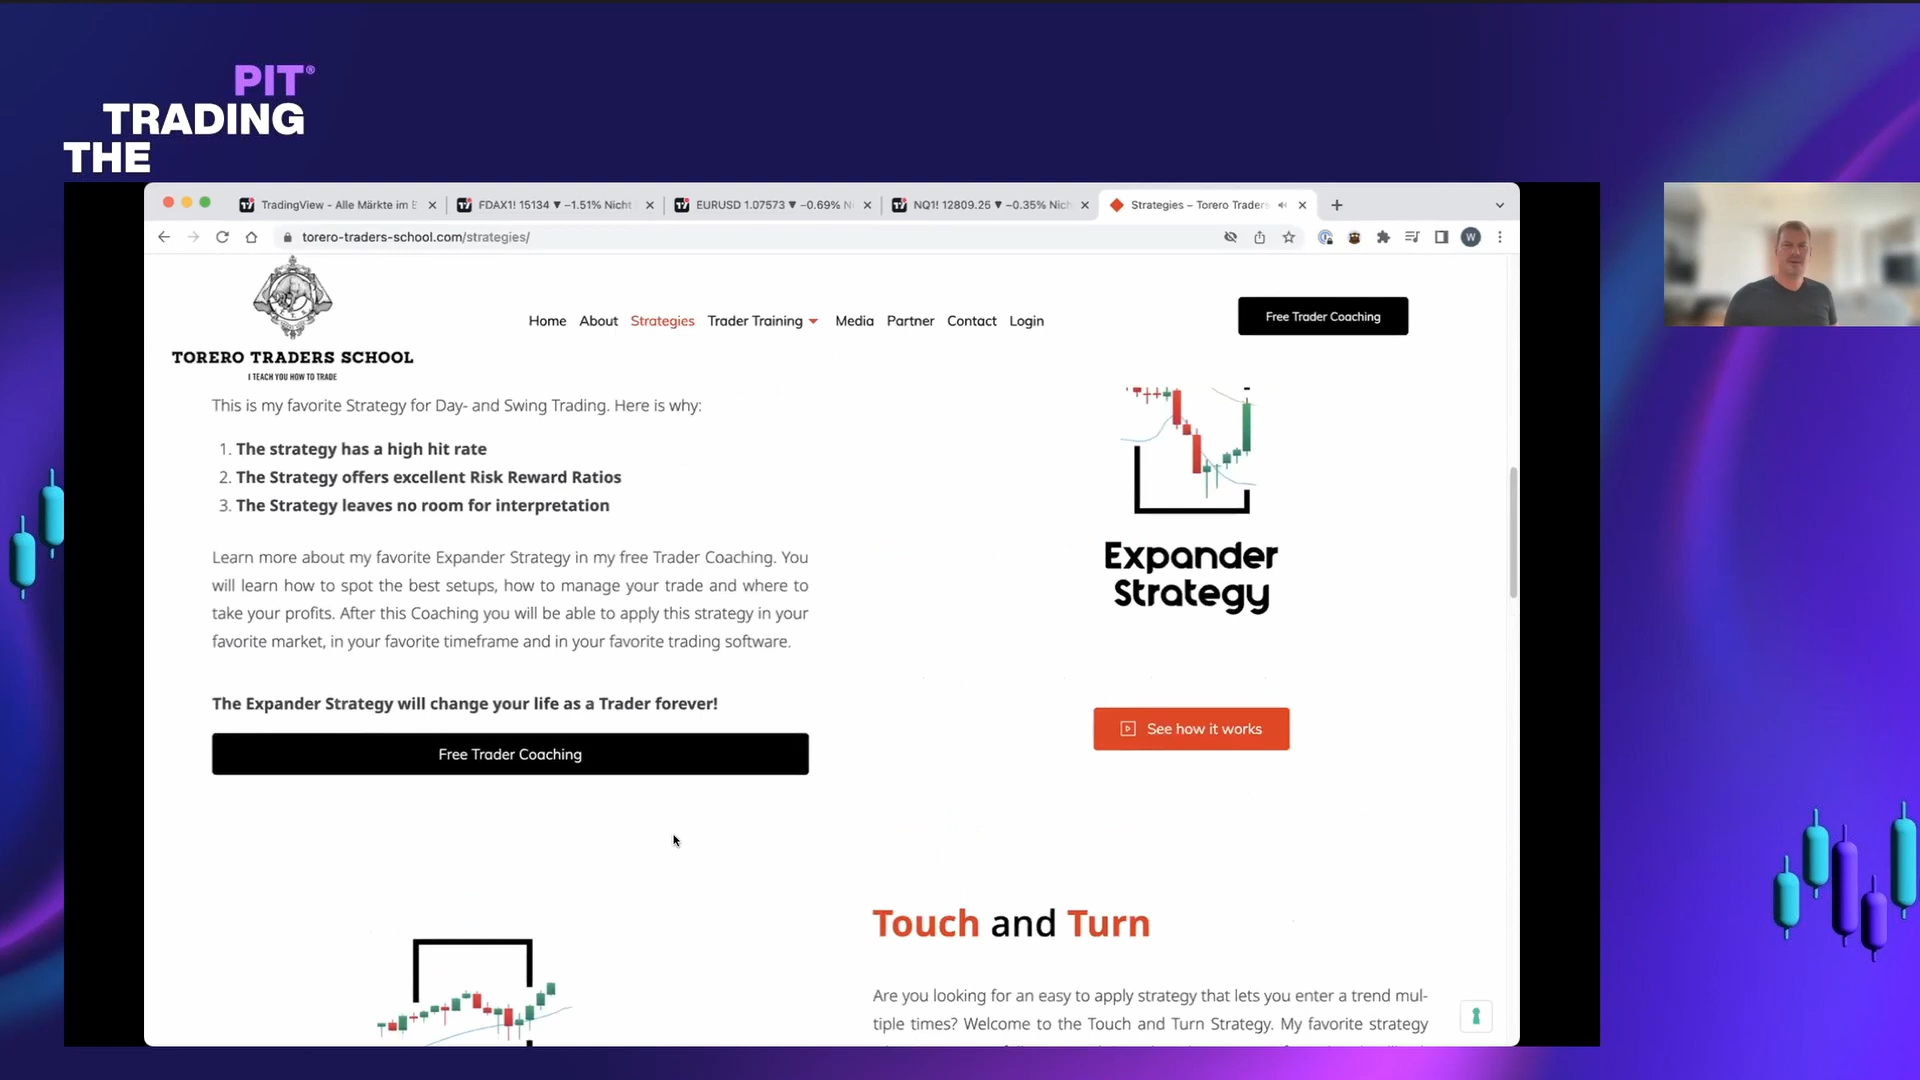 PIT®
TRADING
THE
TradingView - Alle Märkte im E
FDAX1! 15134 ▼ −1.51% Nicht
EURUSD 1.07573 ▼ −0.69% N
NQ1! 12809.25 ▼ −0.35% Nich
Strategies – Torero Traders
torero-traders-school.com/strategies/
W
TORERO TRADERS SCHOOL
I TEACH YOU HOW TO TRADE
Home About Strategies Trader Training Media Partner Contact Login
Free Trader Coaching
This is my favorite Strategy for Day- and Swing Trading. Here is why:
1. The strategy has a high hit rate
2. The Strategy offers excellent Risk Reward Ratios
3. The Strategy leaves no room for interpretation
Learn more about my favorite Expander Strategy in my free Trader Coaching. You
will learn how to spot the best setups, how to manage your trade and where to
take your profits. After this Coaching you will be able to apply this strategy in your
favorite market, in your favorite timeframe and in your favorite trading software.
The Expander Strategy will change your life as a Trader forever!
Free Trader Coaching
Expander
Strategy
See how it works
Touch and Turn
Are you looking for an easy to apply strategy that lets you enter a trend mul-
tiple times? Welcome to the Touch and Turn Strategy. My favorite strategy